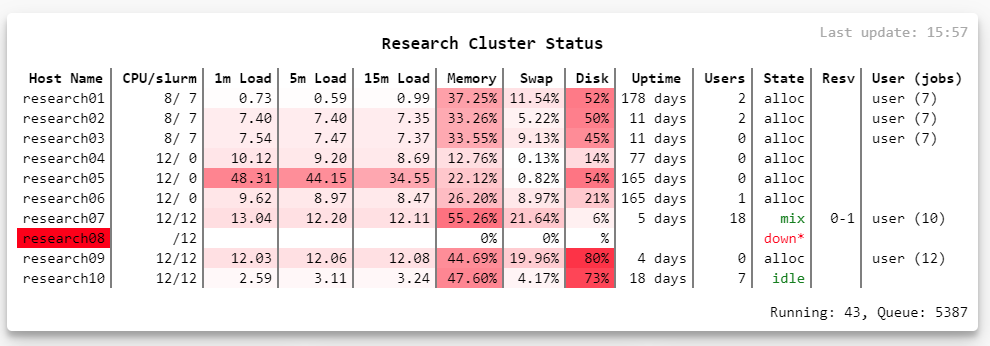 Last update: 15:57
Research Cluster Status
Host Name CPU/slurm 1m Load 5m Load 15m Load Memory Swap Disk Uptime Users State Resv User (jobs)
research01 8/ 7 0.73 0.59 0.99 37.25% 11.54% 52% 178 days 2 alloc user (7)
research02 8/ 7 7.40 7.40 7.35 33.26% 5.22% 50% 11 days 2 alloc user (7)
research03 8/ 7 7.54 7.47 7.37 33.55% 9.13% 45% 11 days 0 alloc user (7)
research04 12/ 0 10.12 9.20 8.69 12.76% 0.13% 14% 77 days 0 alloc
research05 12/ 0 48.31 44.15 34.55 22.12% 0.82% 54% 165 days 0 alloc
research06 12/ 0 9.62 8.97 8.47 26.20% 8.97% 21% 165 days 1 alloc
research07 12/12 13.04 12.20 12.11 55.26% 21.64% 6% 5 days 18 mix 0-1 user (10)
research08 /12 0% 0% % down*
research09 12/12 12.03 12.06 12.08 44.69% 19.96% 80% 4 days 0 alloc user (12)
research10 12/12 2.59 3.11 3.24 47.60% 4.17% 73% 18 days 7 idle
Running: 43, Queue: 5387